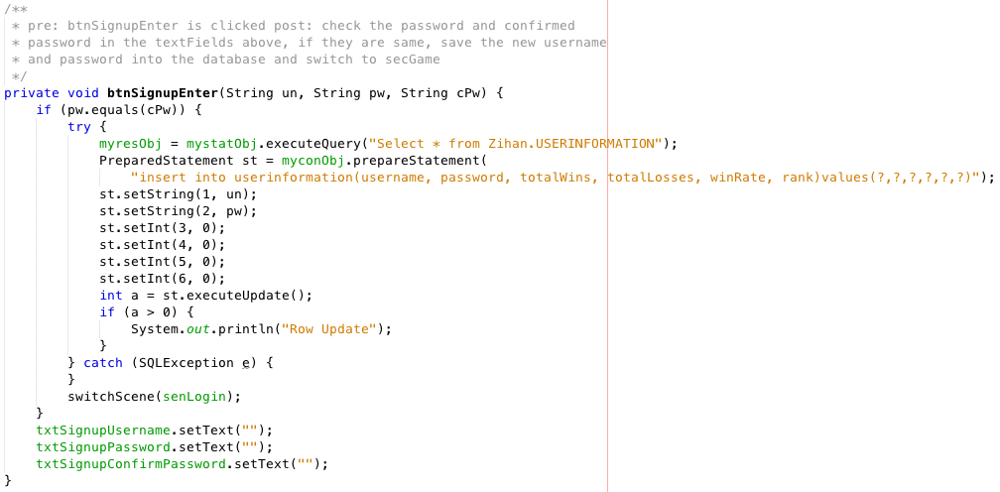 /**
 * pre: btnSignupEnter is clicked post: check the password and confirmed
 * password in the textFields above, if they are same, save the new username
 * and password into the database and switch to secGame
 */
private void btnSignupEnter(String un, String pw, String cPw) {
    if (pw.equals(cPw)) {
        try {
            myresObj = mystatObj.executeQuery("Select * from Zihan.USERINFORMATION");
            PreparedStatement st = myconObj.prepareStatement(
                "insert into userinformation(username, password, totalWins, totalLosses, winRate, rank)values(?,?,?,?,?,?)");
            st.setString(1, un);
            st.setString(2, pw);
            st.setInt(3, 0);
            st.setInt(4, 0);
            st.setInt(5, 0);
            st.setInt(6, 0);
            int a = st.executeUpdate();
            if (a > 0) {
                System.out.println("Row Update");
            }
        } catch (SQLException e) {
        }
        switchScene(senLogin);
    }
    txtSignupUsername.setText("");
    txtSignupPassword.setText("");
    txtSignupConfirmPassword.setText("");
}